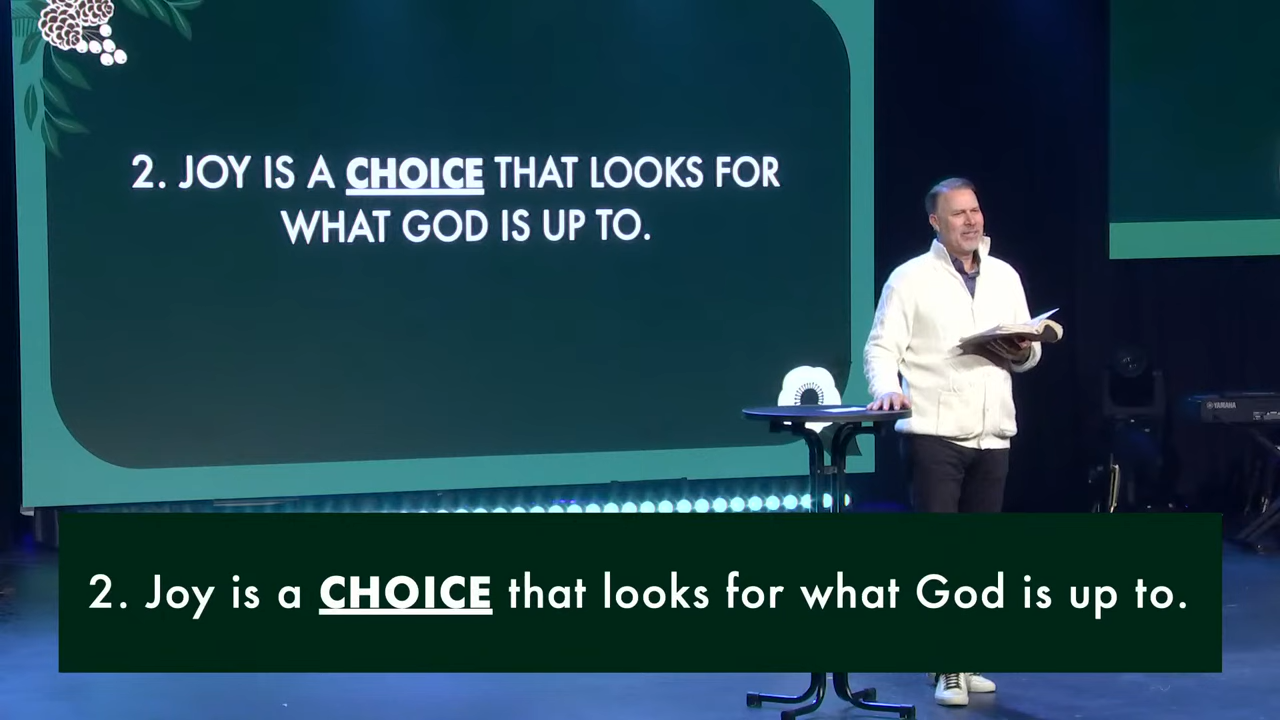 2. JOY IS A CHOICE THAT LOOKS FOR
WHAT GOD IS UP TO.
YAMAHA
2. Joy is a CHOICE that looks for what God is up to.